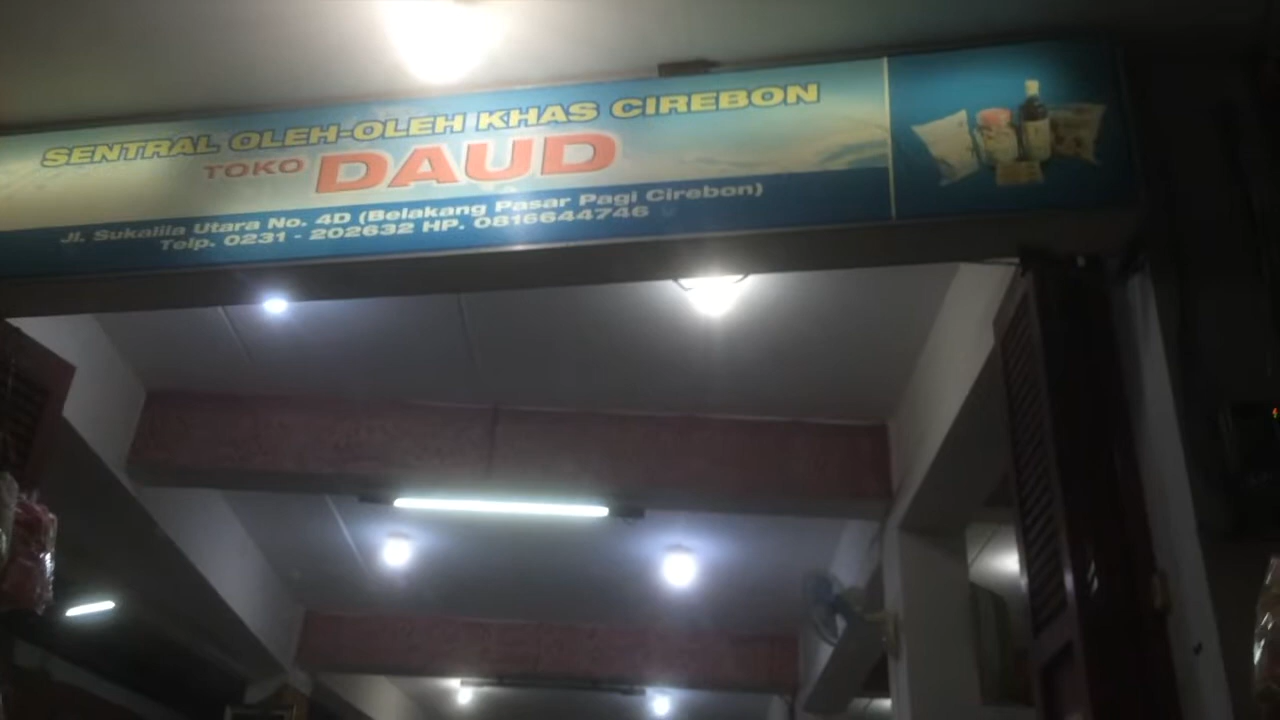 SENTRAL OLEH-OLEH KHAS CIREBON
TOKO DAUD
Jl. Sukalila Utara No. 4D (Belakang Pasar Pagi Cirebon)
Telp. 0231 - 202632 HP. 0816644746